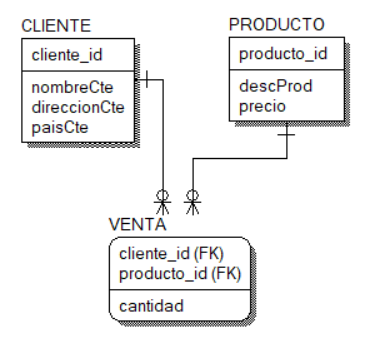 CLIENTE
cliente_id
nombreCte
direccionCte
paisCte
PRODUCTO
producto_id
descProd
precio
VENTA
cliente_id (FK)
producto_id (FK)
cantidad